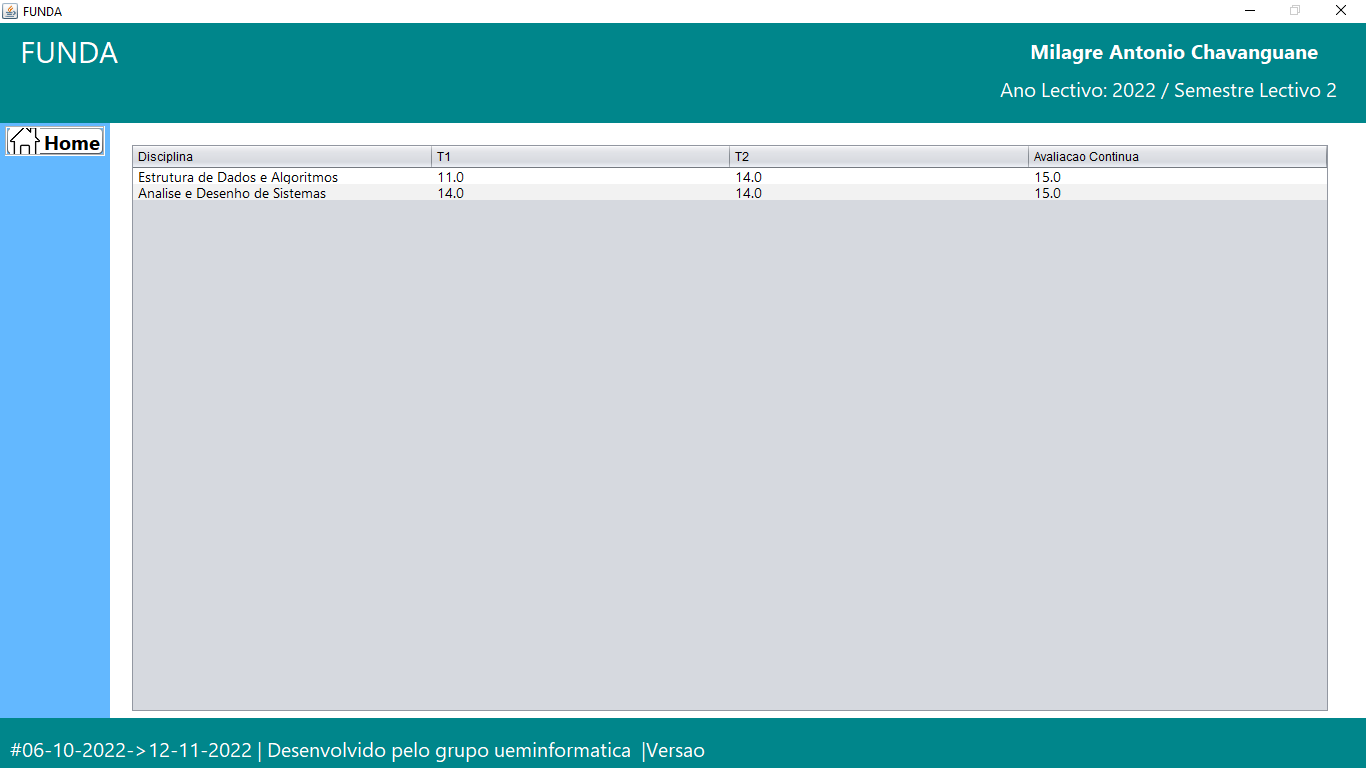 FUNDA
FUNDA
Milagre Antonio Chavanguane
Ano Lectivo: 2022 / Semestre Lectivo 2
Home
Disciplina T1 T2 Avaliacao Continua
Estrutura de Dados e Algoritmos 11.0 14.0 15.0
Analise e Desenho de Sistemas 14.0 14.0 15.0
#06-10-2022->12-11-2022 | Desenvolvido pelo grupo ueminformatica |Versao